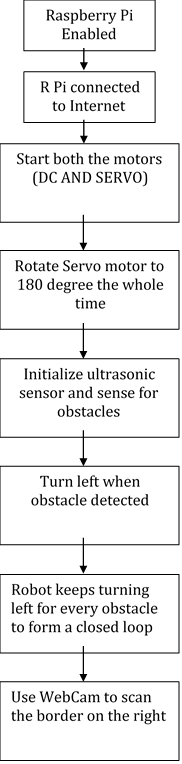 Raspberry Pi
Enabled
R Pi connected
to Internet
Start both the motors
(DC AND SERVO)
Rotate Servo motor to
180 degree the whole
time
Initialize ultrasonic
sensor and sense for
obstacles
Turn left when
obstacle detected
Robot keeps turning
left for every obstacle
to form a closed loop
Use WebCam to scan
the border on the right